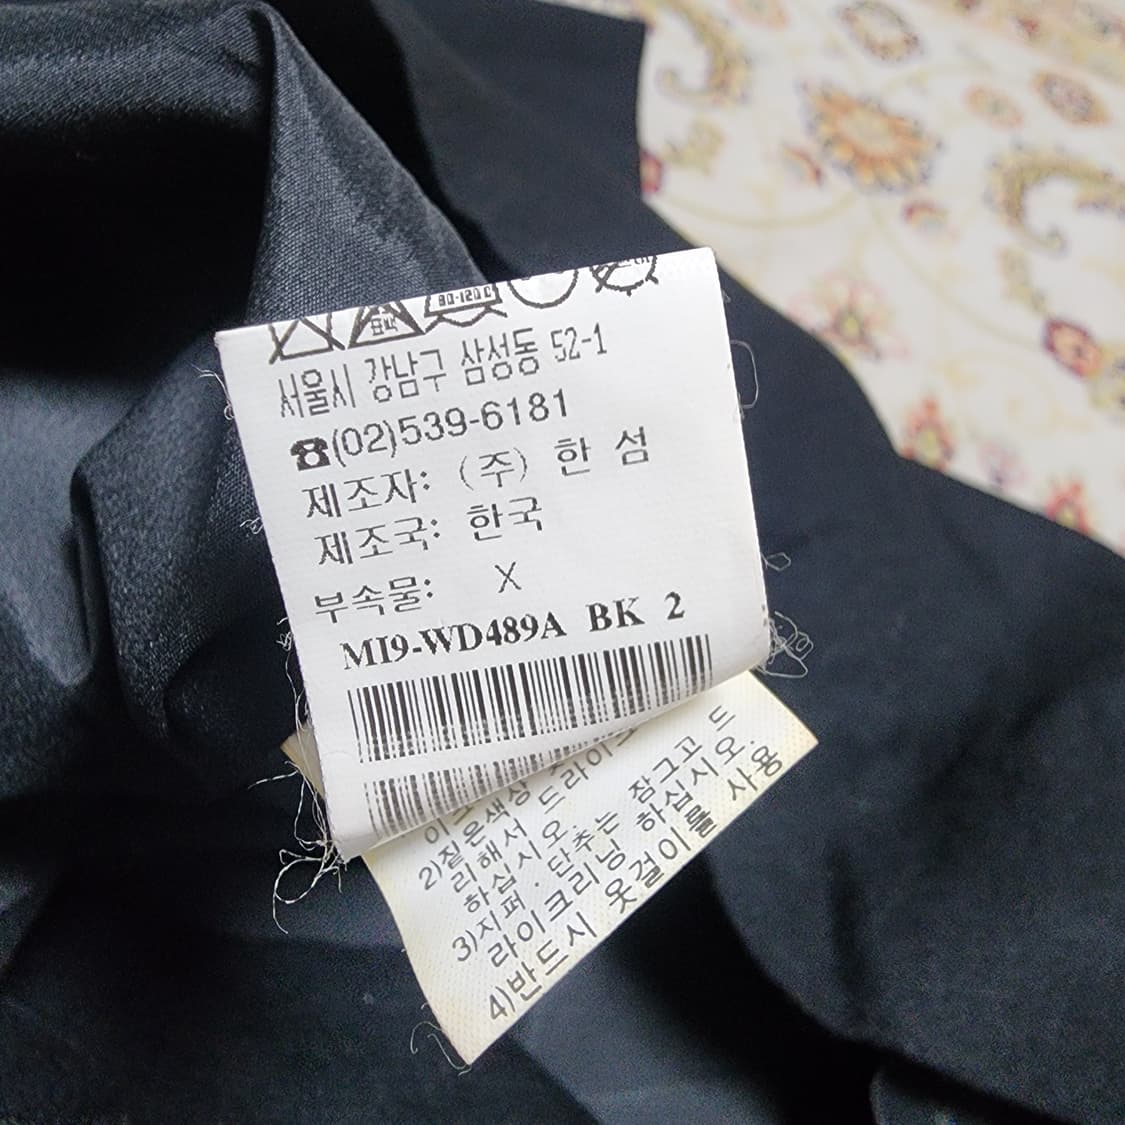 표백
80-120℃
서울시 강남구 삼성동 52-1
☎(02)539-6181
제조자: (주) 한 섬
제조국: 한국
부속물: X
MI9-WD489A BK 2
2)짙은색상
리해서 드라이
하십시오.
3)지퍼 . 단추는 잠그고 드
라이크리닝 하십시오.
4)반드시 옷걸이를 사용